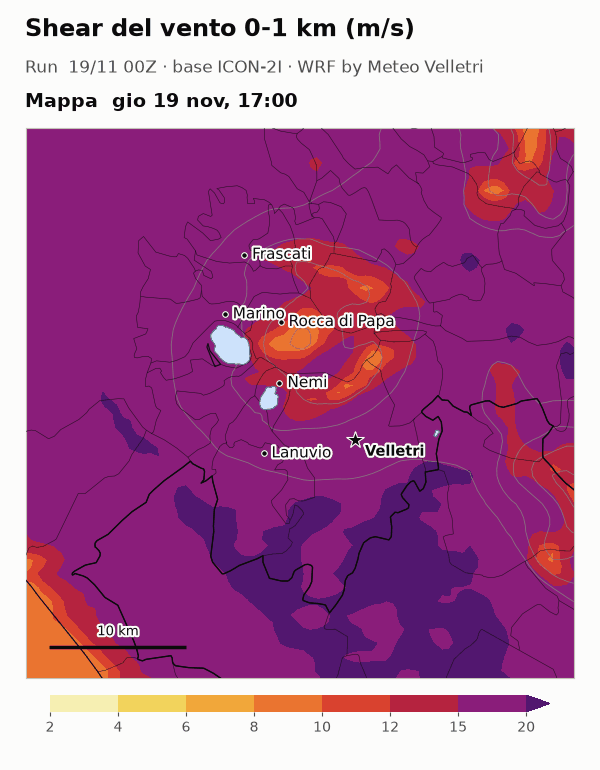 Shear del vento 0-1 km (m/s)
Run  19/11 00Z · base ICON-2I · WRF by Meteo Velletri
Mappa  gio 19 nov, 17:00
Frascati
Marino
Rocca di Papa
Nemi
Velletri
Lanuvio
10 km
2 4 6 8 10 12 15 20